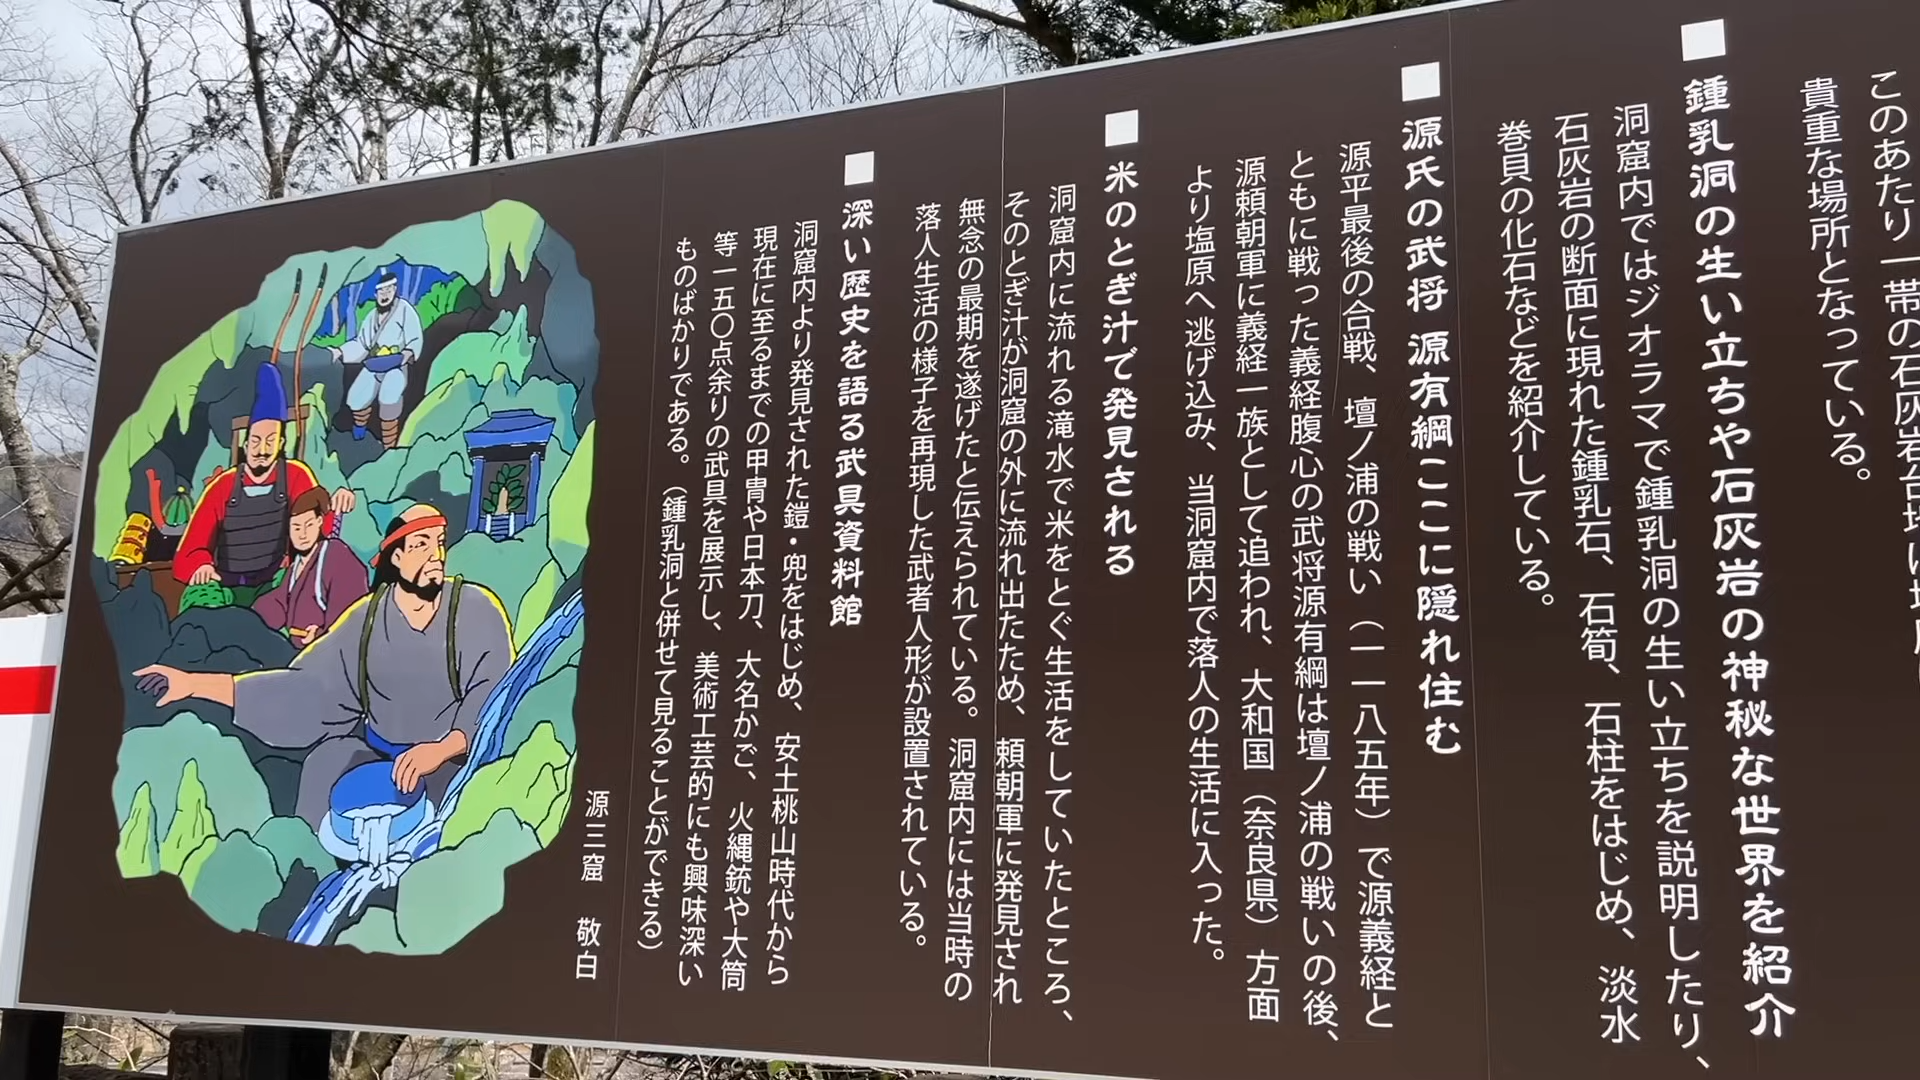 このあたり一帯の石灰岩台地は地
貴重な場所となっている。
■鍾乳洞の生い立ちや石灰岩の神秘な世界を紹介
洞窟内ではジオラマで鍾乳洞の生い立ちを説明したり、
石灰岩の断面に現れた鍾乳石、石筍、石柱をはじめ、淡水
巻貝の化石などを紹介している。
■源氏の武将 源有綱ここに隠れ住む
源平最後の合戦、壇ノ浦の戦い（一一八五年）で源義経と
ともに戦った義経腹心の武将源有綱は壇ノ浦の戦いの後、
源頼朝軍に義経一族として追われ、大和国（奈良県）方面
より塩原へ逃げ込み、当洞窟内で落人の生活に入った。
■米のとぎ汁で発見される
洞窟内に流れる滝水で米をとぐ生活をしていたところ、
そのとぎ汁が洞窟の外に流れ出たため、頼朝軍に発見され
無念の最期を遂げたと伝えられている。洞窟内には当時の
落人生活の様子を再現した武者人形が設置されている。
■深い歴史を語る武具資料館
洞窟内より発見された鎧・兜をはじめ、安土桃山時代から
現在に至るまでの甲冑や日本刀、大名かご、火縄銃や大筒
等一五〇点余りの武具を展示し、美術工芸的にも興味深い
ものばかりである。（鍾乳洞と併せて見ることができる）
源三窟 敬白